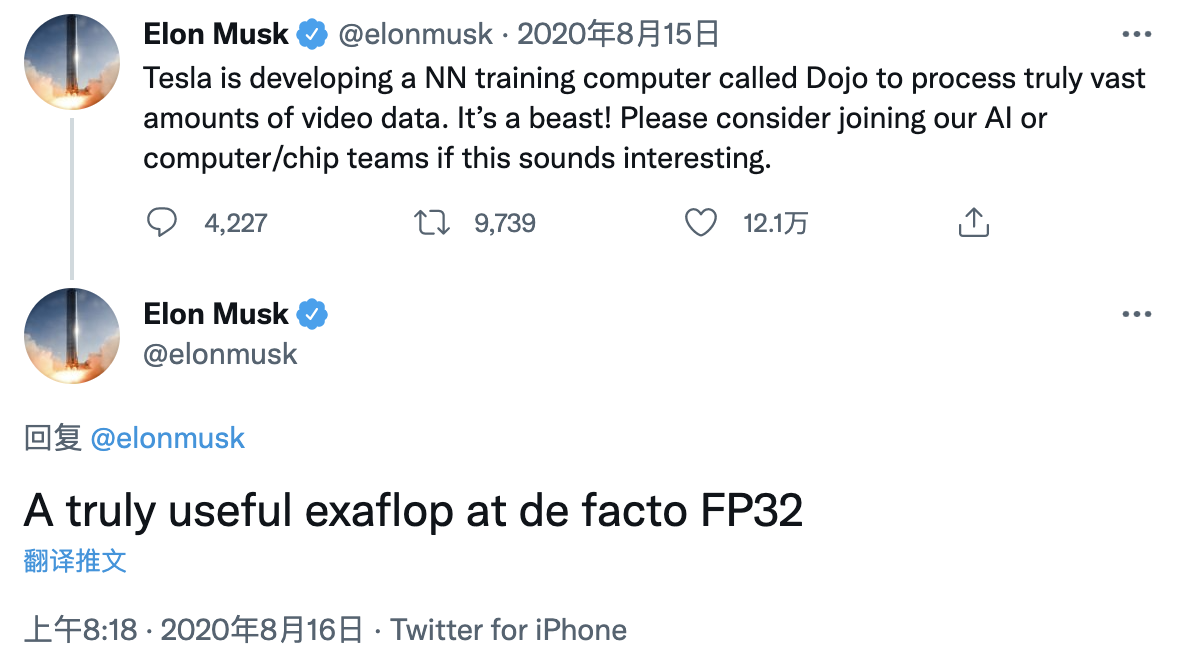 Elon Musk @elonmusk · 2020年8月15日
Tesla is developing a NN training computer called Dojo to process truly vast
amounts of video data. It’s a beast! Please consider joining our AI or
computer/chip teams if this sounds interesting.
4,227 9,739 12.1万
Elon Musk
@elonmusk
回复 @elonmusk
A truly useful exaflop at de facto FP32
翻译推文
上午8:18 · 2020年8月16日 · Twitter for iPhone